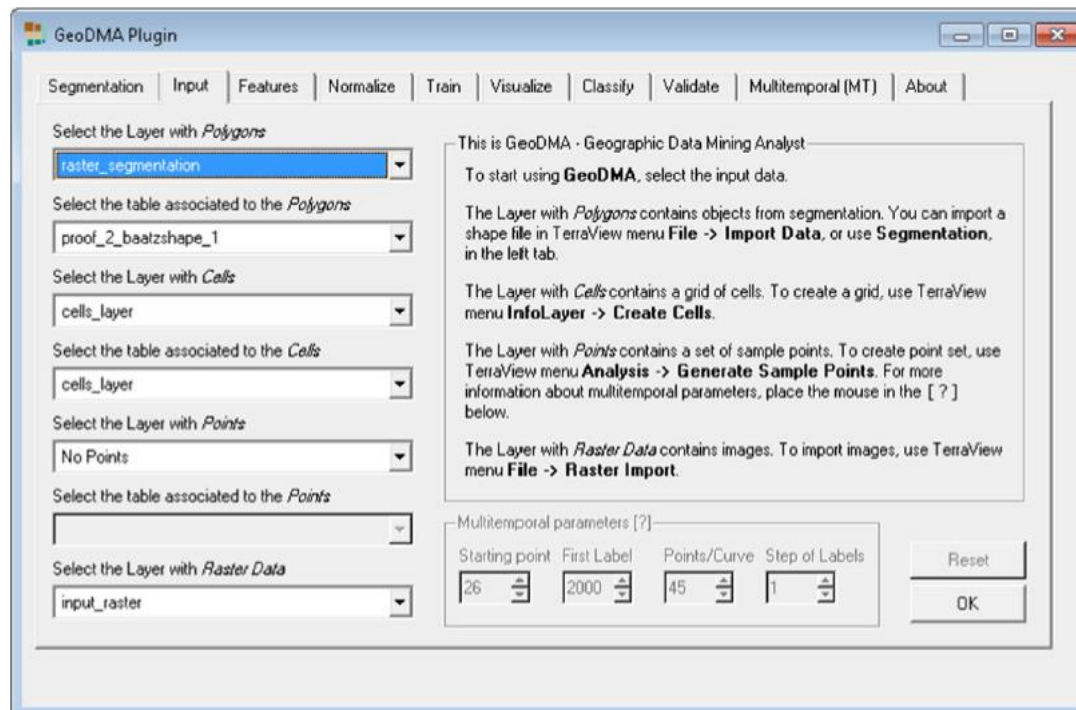 GeoDMA Plugin
Segmentation Input Features Normalize Train Visualize Classify Validate Multitemporal (MT) About
Select the Layer with Polygons
raster_segmentation
Select the table associated to the Polygons
proof_2_baatzshape_1
Select the Layer with Cells
cells_layer
Select the table associated to the Cells
cells_layer
Select the Layer with Points
No Points
Select the table associated to the Points
Select the Layer with Raster Data
input_raster
This is GeoDMA - Geographic Data Mining Analyst
To start using GeoDMA, select the input data.
The Layer with Polygons contains objects from segmentation. You can import a
shape file in TerraView menu File -> Import Data, or use Segmentation,
in the left tab.
The Layer with Cells contains a grid of cells. To create a grid, use TerraView
menu InfoLayer -> Create Cells.
The Layer with Points contains a set of sample points. To create point set, use
TerraView menu Analysis -> Generate Sample Points. For more
information about multitemporal parameters, place the mouse in the [ ? ]
below.
The Layer with Raster Data contains images. To import images, use TerraView
menu File -> Raster Import.
Multitemporal parameters [?]
Starting point First Label Points/Curve Step of Labels
26 2000 45 1
Reset
OK